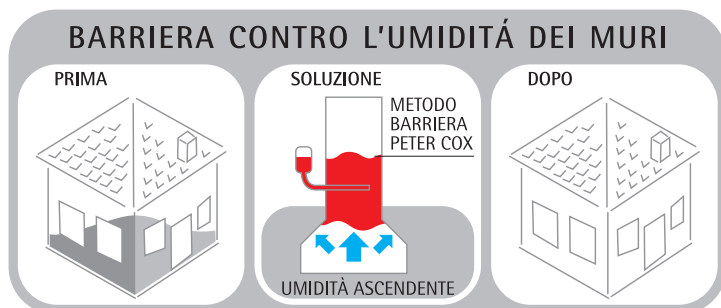 BARRIERA CONTRO L'UMIDITÁ DEI MURI
PRIMA
SOLUZIONE
METODO
BARRIERA
PETER COX
UMIDITÀ ASCENDENTE
DOPO